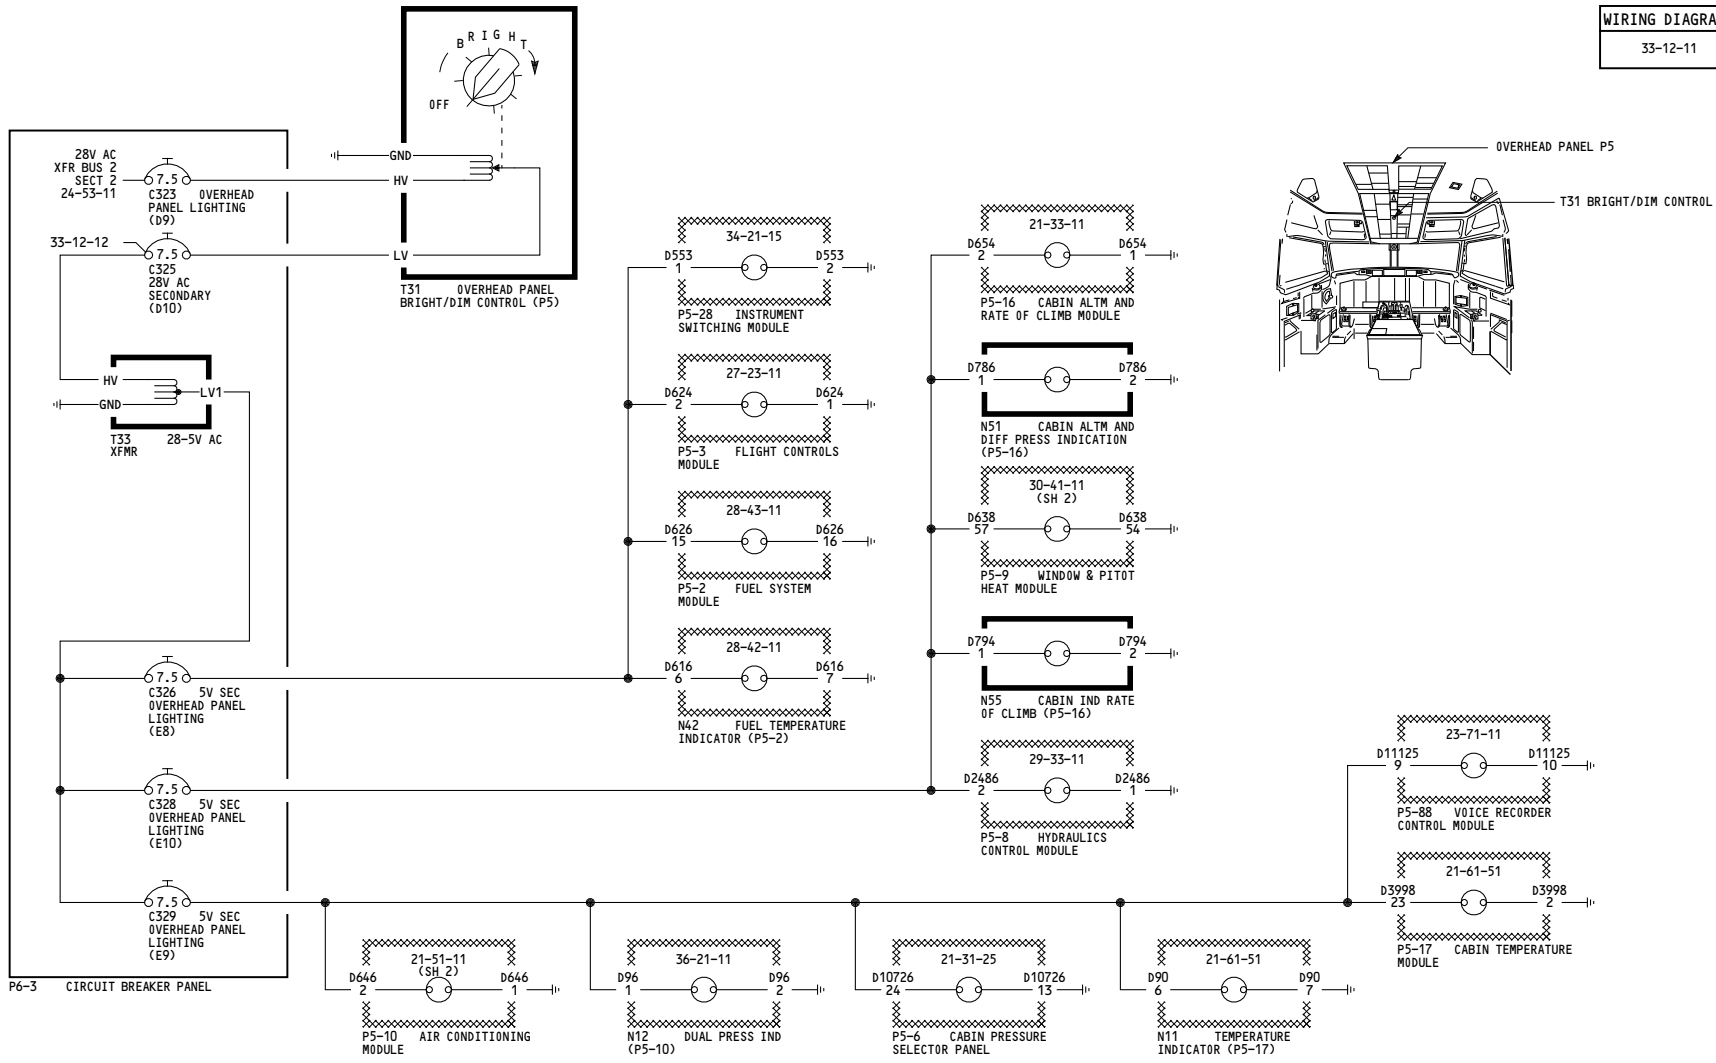 WIRING DIAGRA
33-12-11
B R I G H T
OFF
28V AC
XFR BUS 2
SECT 2
24-53-11
7.5
C323 OVERHEAD
PANEL LIGHTING
(D9)
GND
HV
LV
T31 OVERHEAD PANEL
BRIGHT/DIM CONTROL (P5)
33-12-12
7.5
C325
28V AC
SECONDARY
(D10)
HV
GND
LV1
T33 28-5V AC
XFMR
7.5
C326 5V SEC
OVERHEAD PANEL
LIGHTING
(E8)
7.5
C328 5V SEC
OVERHEAD PANEL
LIGHTING
(E10)
7.5
C329 5V SEC
OVERHEAD PANEL
LIGHTING
(E9)
P6-3 CIRCUIT BREAKER PANEL
34-21-15
D553 D553
1 2
P5-28 INSTRUMENT
SWITCHING MODULE
27-23-11
D624 D624
2 1
P5-3 FLIGHT CONTROLS
MODULE
28-43-11
D626 D626
15 16
P5-2 FUEL SYSTEM
MODULE
28-42-11
D616 D616
6 7
N42 FUEL TEMPERATURE
INDICATOR (P5-2)
21-33-11
D654 D654
2 1
P5-16 CABIN ALTM AND
RATE OF CLIMB MODULE
D786 D786
1 2
N51 CABIN ALTM AND
DIFF PRESS INDICATION
(P5-16)
30-41-11
(SH 2)
D638 D638
57 54
P5-9 WINDOW & PITOT
HEAT MODULE
D794 D794
1 2
N55 CABIN IND RATE
OF CLIMB (P5-16)
29-33-11
D2486 D2486
2 1
P5-8 HYDRAULICS
CONTROL MODULE
OVERHEAD PANEL P5
T31 BRIGHT/DIM CONTROL
23-71-11
D11125 D11125
9 10
P5-88 VOICE RECORDER
CONTROL MODULE
21-61-51
D3998 D3998
23 2
P5-17 CABIN TEMPERATURE
MODULE
21-51-11
(SH 2)
D646 D646
2 1
P5-10 AIR CONDITIONING
MODULE
36-21-11
D96 D96
1 2
N12 DUAL PRESS IND
(P5-10)
21-31-25
D10726 D10726
24 13
P5-6 CABIN PRESSURE
SELECTOR PANEL
21-61-51
D90 D90
6 7
N11 TEMPERATURE
INDICATOR (P5-17)